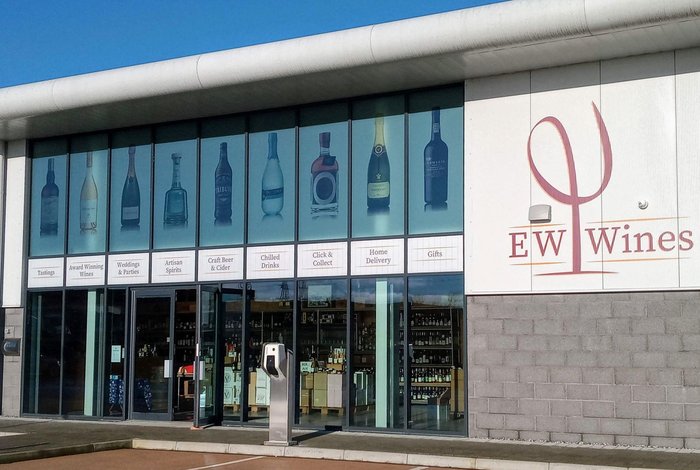 EW Wines
Tastings
Award Winning
Wines
Weddings
& Parties
Artisan
Spirits
Craft Beer
& Cider
Chilled
Drinks
Click &
Collect
Home
Delivery
Gifts